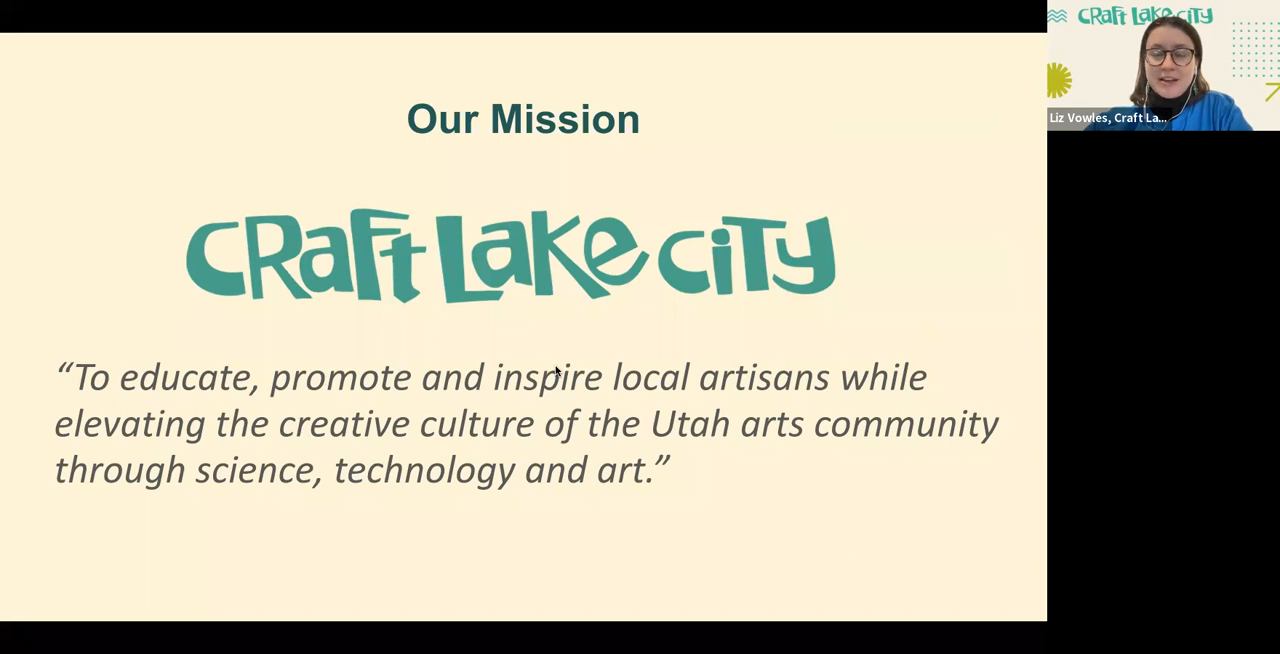 Our Mission
CRaFt LaKe CiTY
“To educate, promote and inspire local artisans while
elevating the creative culture of the Utah arts community
through science, technology and art.”
CRaFt LaKe CiTY
Liz Vowles, Craft La...